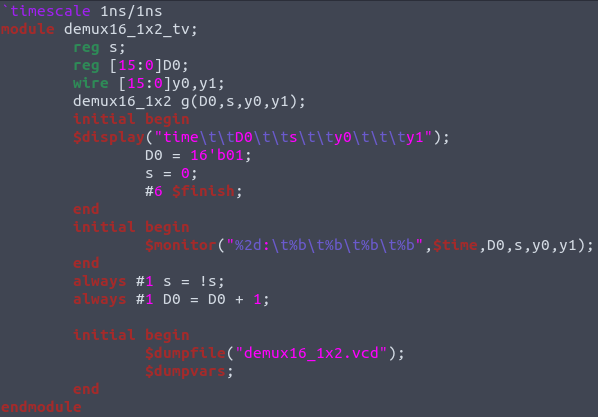 `timescale 1ns/1ns
module demux16_1x2_tv;
reg s;
reg [15:0]D0;
wire [15:0]y0,y1;
demux16_1x2 g(D0,s,y0,y1);
initial begin
$display("time\t\tD0\t\ts\t\ty0\t\t\ty1");
D0 = 16'b01;
s = 0;
#6 $finish;
end
initial begin
$monitor("%2d:\t%b\t%b\t%b\t%b",$time,D0,s,y0,y1);
end
always #1 s = !s;
always #1 D0 = D0 + 1;
initial begin
$dumpfile("demux16_1x2.vcd");
$dumpvars;
end
endmodule